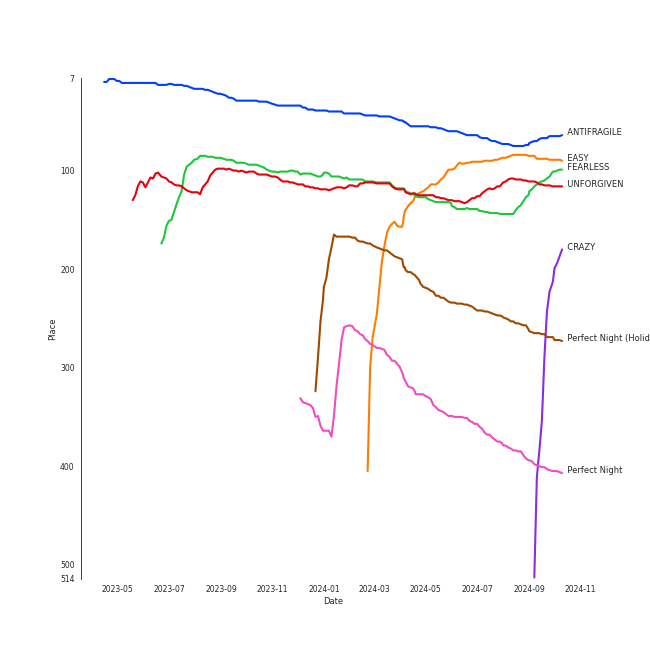 7
100
200
300
400
500
514
Place
ANTIFRAGILE
EASY
FEARLESS
UNFORGIVEN
CRAZY
Perfect Night (Holid
Perfect Night
2023-05
2023-07
2023-09
2023-11
2024-01
2024-03
2024-05
2024-07
2024-09
2024-11
Date